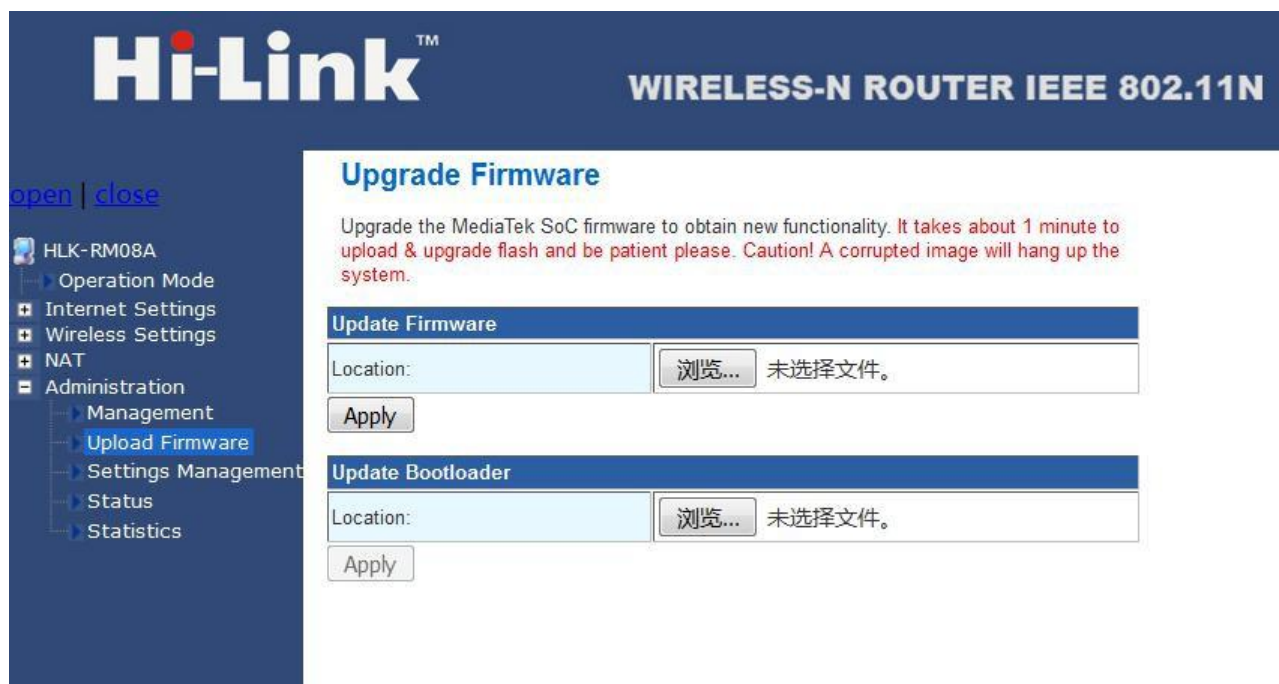 Hi-Link™
WIRELESS-N ROUTER IEEE 802.11N
open | close
HLK-RM08A
Operation Mode
Internet Settings
Wireless Settings
NAT
Administration
Management
Upload Firmware
Settings Management
Status
Statistics
Upgrade Firmware
Upgrade the MediaTek SoC firmware to obtain new functionality. It takes about 1 minute to
upload & upgrade flash and be patient please. Caution! A corrupted image will hang up the
system.
Update Firmware
Location: 浏览... 未选择文件。
Apply
Update Bootloader
Location: 浏览... 未选择文件。
Apply